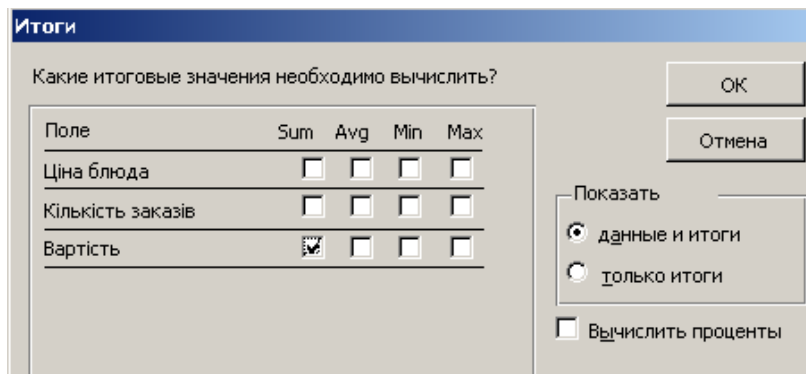 Итоги
Какие итоговые значения необходимо вычислить?
ОК
Отмена
Поле Sum Avg Min Max
Ціна блюда
Кількість заказів
Вартість
Показать
данные и итоги
только итоги
Вычислить проценты